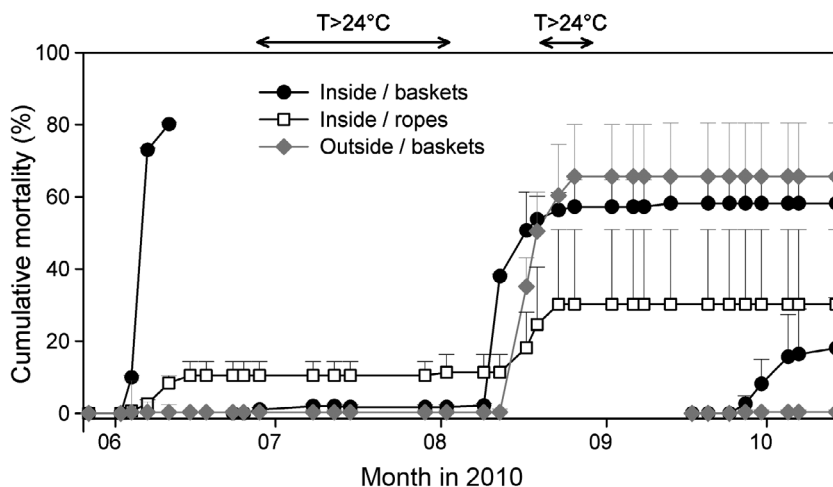 T>24°C T>24°C
100
80
60
40
20
0
Cumulative mortality (%)
Inside / baskets
Inside / ropes
Outside / baskets
06 07 08 09 10
Month in 2010